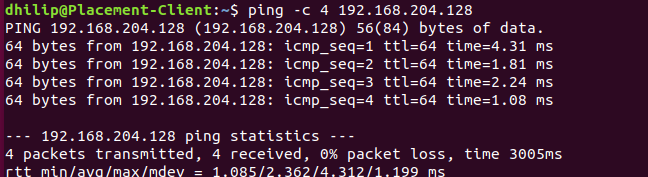 dhilip@Placement-Client:~$ ping -c 4 192.168.204.128
PING 192.168.204.128 (192.168.204.128) 56(84) bytes of data.
64 bytes from 192.168.204.128: icmp_seq=1 ttl=64 time=4.31 ms
64 bytes from 192.168.204.128: icmp_seq=2 ttl=64 time=1.81 ms
64 bytes from 192.168.204.128: icmp_seq=3 ttl=64 time=2.24 ms
64 bytes from 192.168.204.128: icmp_seq=4 ttl=64 time=1.08 ms
--- 192.168.204.128 ping statistics ---
4 packets transmitted, 4 received, 0% packet loss, time 3005ms
rtt min/avg/max/mdev = 1.085/2.362/4.312/1.199 ms